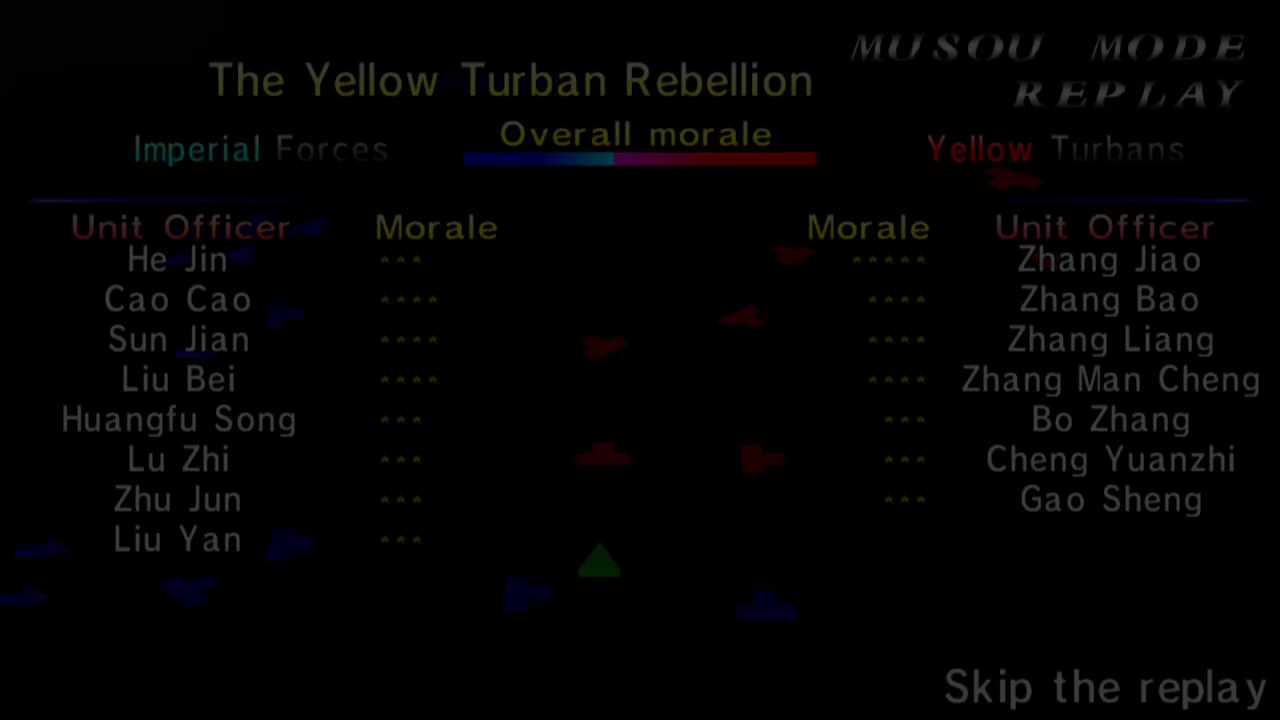 MUSOU MODE
REPLAY
The Yellow Turban Rebellion
Overall morale
Imperial Forces
Yellow Turbans
Unit Officer Morale Morale Unit Officer
He Jin Zhang Jiao
Cao Cao Zhang Bao
Sun Jian Zhang Liang
Liu Bei Zhang Man Cheng
Huangfu Song Bo Zhang
Lu Zhi Cheng Yuanzhi
Zhu Jun Gao Sheng
Liu Yan
Skip the replay